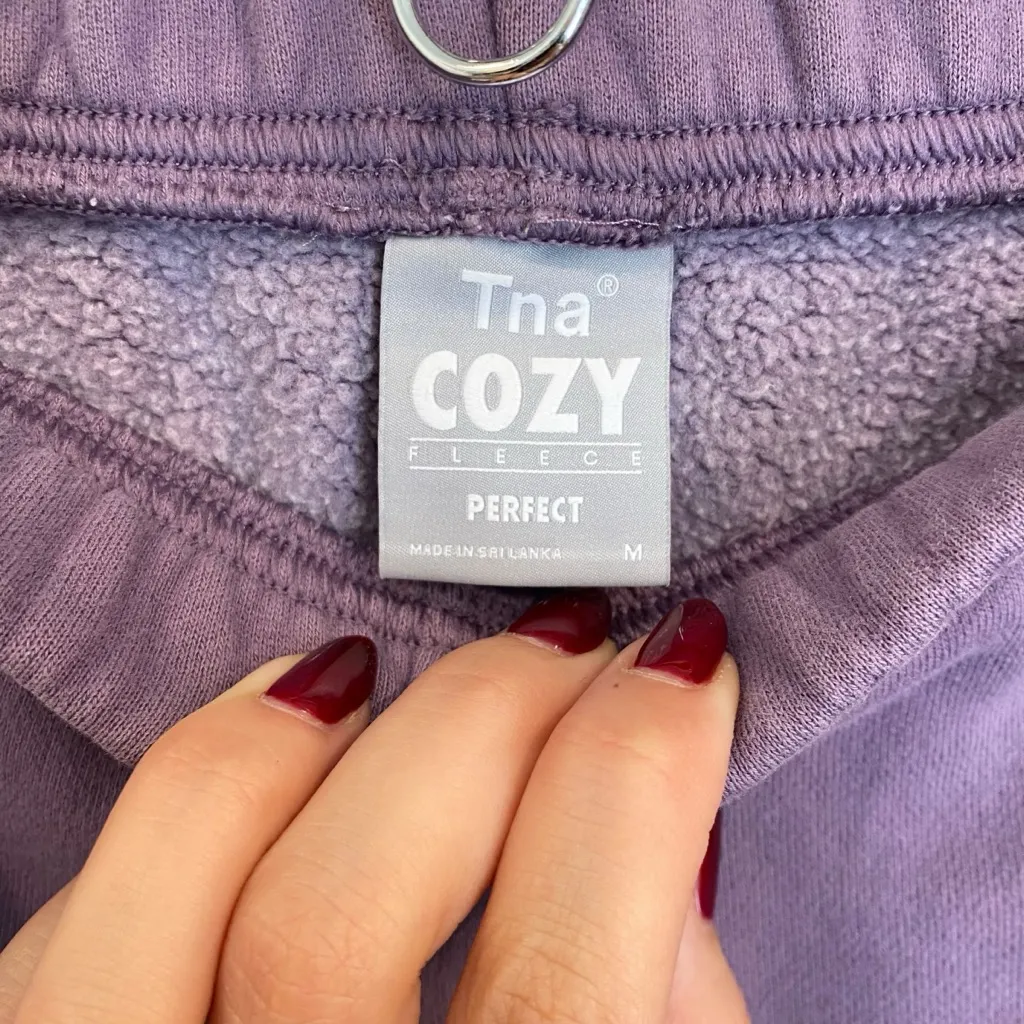 Tna®
COZY
FLEECE
PERFECT
MADE IN SRI LANKA M